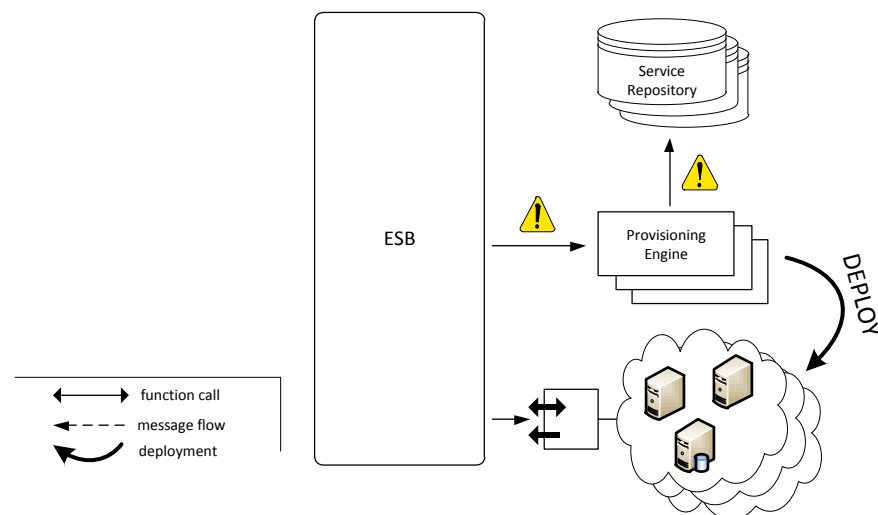 Service
Repository
ESB
Provisioning
Engine
DEPLOY
function call
message flow
deployment